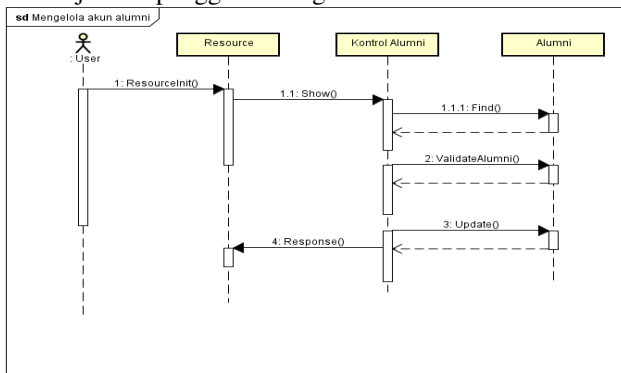 sd Mengelola akun alumni
Resource
Kontrol Alumni
Alumni
: User
1: ResourceInit()
1.1: Show()
1.1.1: Find()
2: ValidateAlumni()
3: Update()
4: Response()